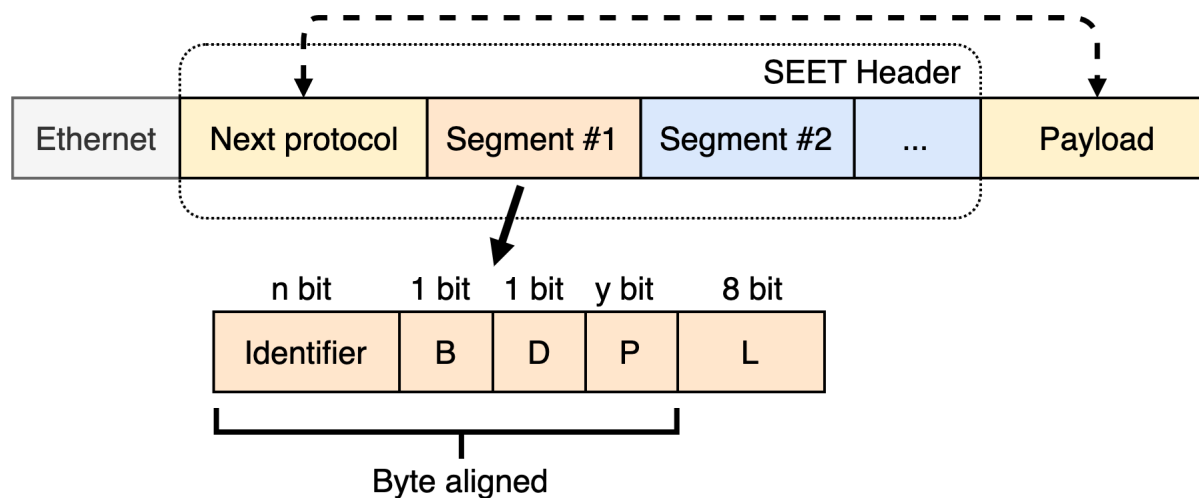 SEET Header
Ethernet Next protocol Segment #1 Segment #2 ... Payload
n bit 1 bit 1 bit y bit 8 bit
Identifier B D P L
Byte aligned